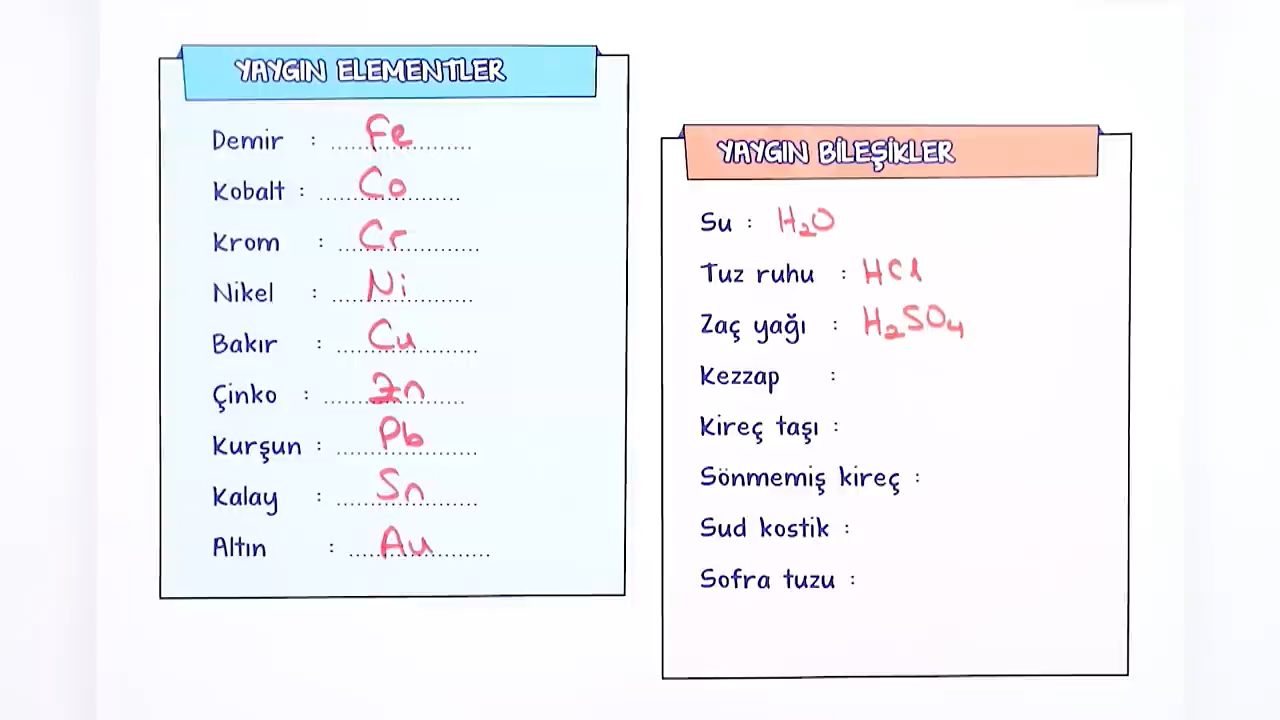 YAYGIN ELEMENTLER
Demir : Fe
Kobalt : Co
Krom : Cr
Nikel : Ni
Bakır : Cu
Çinko : Zn
Kurşun : Pb
Kalay : Sn
Altın : Au
YAYGIN BİLEŞİKLER
Su : H₂O
Tuz ruhu : HCl
Zaç yağı : H₂SO₄
Kezzap :
Kireç taşı :
Sönmemiş kireç :
Sud kostik :
Sofra tuzu :